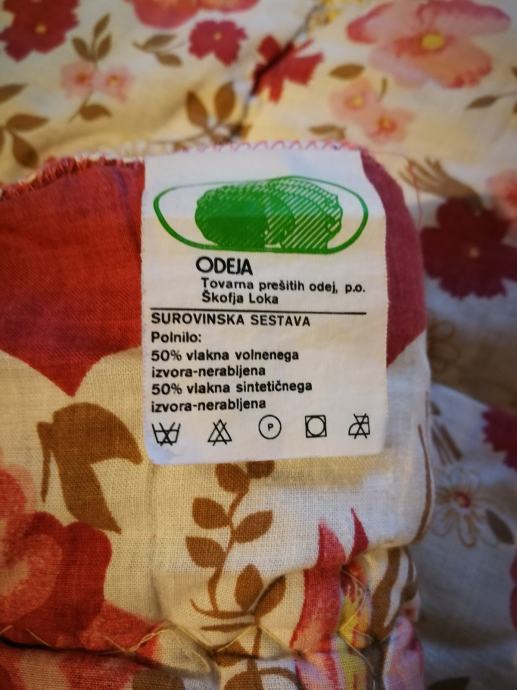 ODEJA
Tovarna prešitih odej, p.o.
Škofja Loka
SUROVINSKA SESTAVA
Polnilo:
50% vlakna volnenega
izvora-nerabljena
50% vlakna sintetičnega
izvora-nerabljena
P